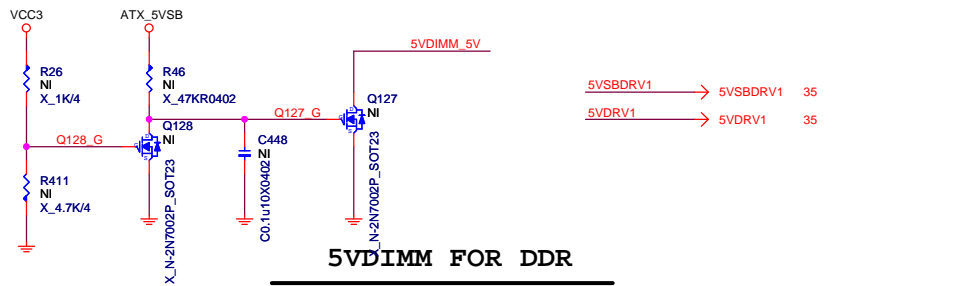 VCC3
ATX_5VSB
R26
NI
X_1K/4
R46
NI
X_47KR0402
5VDIMM_5V
Q127_G
Q127
NI
Q128_G
Q128
NI
C448
NI
C0.1u10X0402
R411
NI
X_4.7K/4
X_N-2N7002P_SOT23
X_N-2N7002P_SOT23
5VSBDRV1
5VSBDRV1 35
5VDRV1
5VDRV1 35
5VDIMM FOR DDR